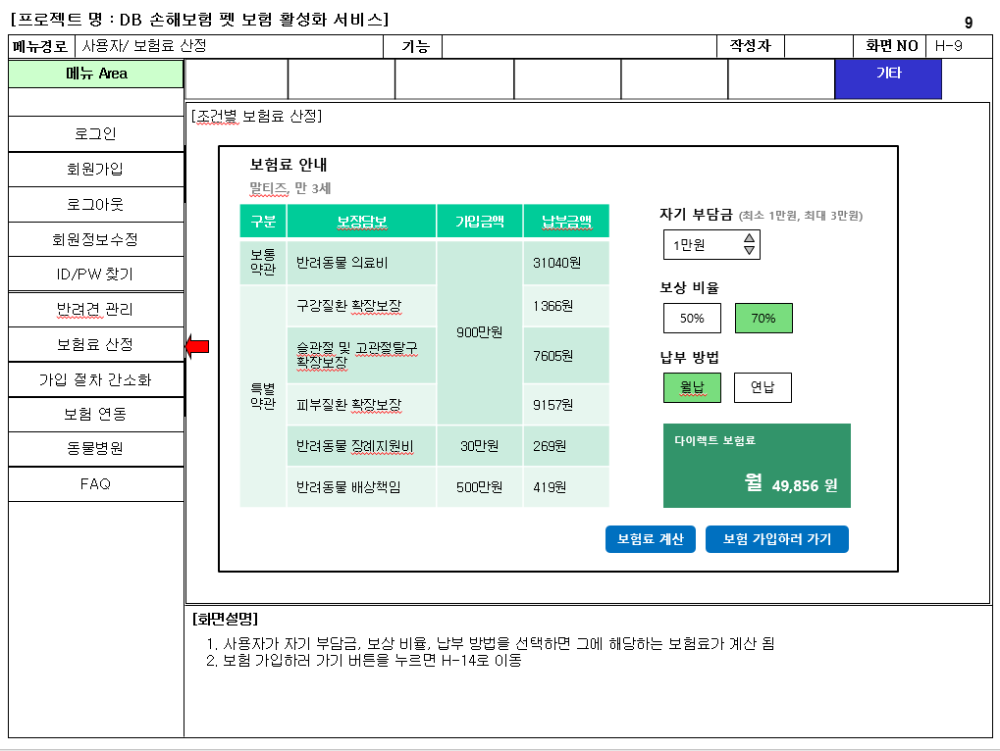 [프로젝트 명 : DB 손해보험 펫 보험 활성화 서비스]
9
메뉴경로 사용자/ 보험료 산정 기능 작성자 화면 NO H-9
메뉴 Area
기타
로그인
회원가입
로그아웃
회원정보수정
ID/PW 찾기
반려견 관리
보험료 산정
가입 절차 간소화
보험 연동
동물병원
FAQ
[조건별 보험료 산정]
보험료 안내
말티즈, 만 3세
구분 보장담보 가입금액 납부금액
보통
약관
반려동물 의료비
31040원
구강질환 확장보장
1366원
900만원
슬관절 및 고관절탈구
확장보장
7605원
특별
약관
피부질환 확장보장
9157원
반려동물 장례지원비 30만원 269원
반려동물 배상책임 500만원 419원
자기 부담금 (최소 1만원, 최대 3만원)
1만원
보상 비율
50% 70%
납부 방법
월납 연납
다이렉트 보험료
월 49,856 원
보험료 계산 보험 가입하러 가기
[화면설명]
1. 사용자가 자기 부담금, 보상 비율, 납부 방법을 선택하면 그에 해당하는 보험료가 계산 됨
2. 보험 가입하러 가기 버튼을 누르면 H-14로 이동